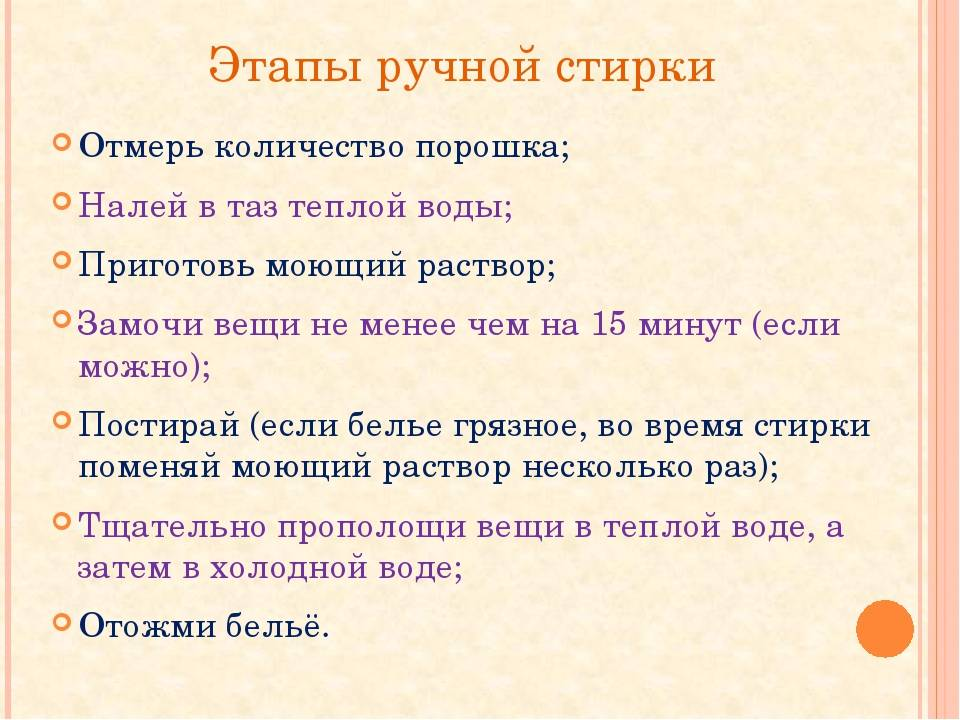 Этапы ручной стирки
Отмерь количество порошка;
Налей в таз теплой воды;
Приготовь моющий раствор;
Замочи вещи не менее чем на 15 минут (если
можно);
Постирай (если белье грязное, во время стирки
поменяй моющий раствор несколько раз);
Тщательно прополощи вещи в теплой воде, а
затем в холодной воде;
Отожми бельё.